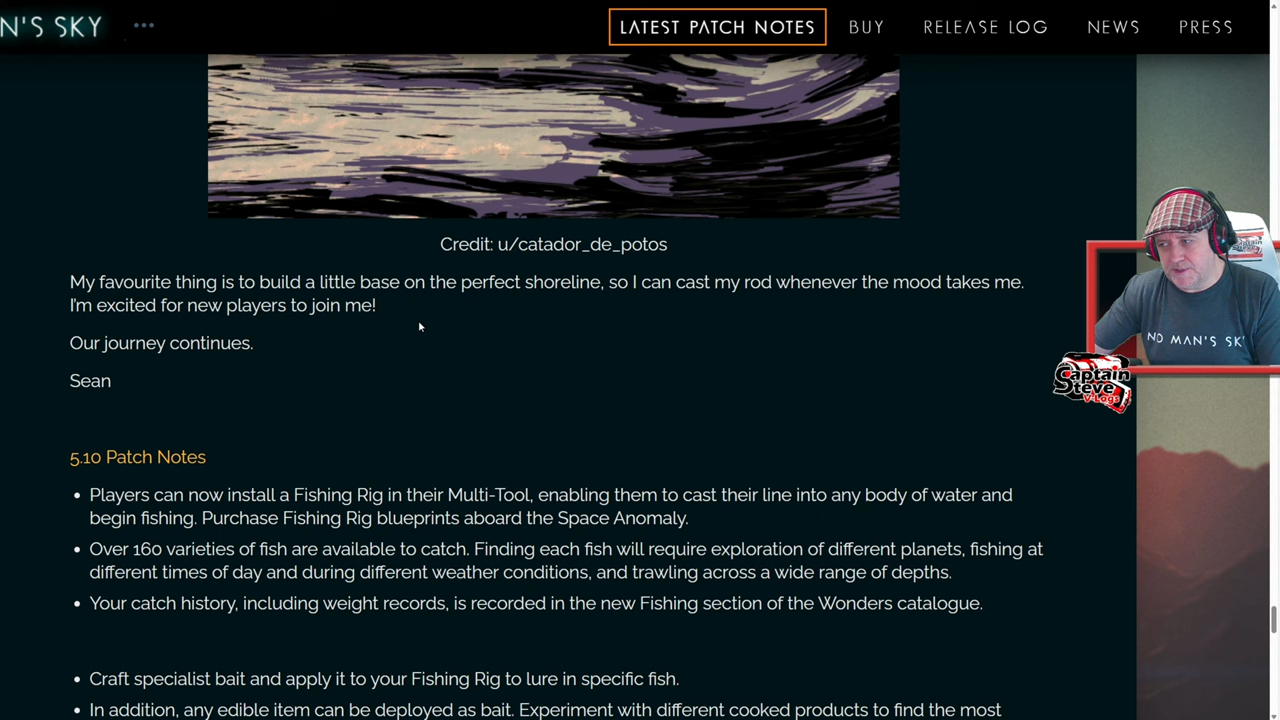 N'S SKY
LATEST PATCH NOTES
BUY
RELEASE LOG
NEWS
PRESS
Credit: u/catador_de_potos
My favourite thing is to build a little base on the perfect shoreline, so I can cast my rod whenever the mood takes me.
I'm excited for new players to join me!
Our journey continues.
Sean
NO MAN'S SK
Captain
Steve
V-Logs
5.10 Patch Notes
• Players can now install a Fishing Rig in their Multi-Tool, enabling them to cast their line into any body of water and
begin fishing. Purchase Fishing Rig blueprints aboard the Space Anomaly.
• Over 160 varieties of fish are available to catch. Finding each fish will require exploration of different planets, fishing at
different times of day and during different weather conditions, and trawling across a wide range of depths.
• Your catch history, including weight records, is recorded in the new Fishing section of the Wonders catalogue.
• Craft specialist bait and apply it to your Fishing Rig to lure in specific fish.
• In addition, any edible item can be deployed as bait. Experiment with different cooked products to find the most